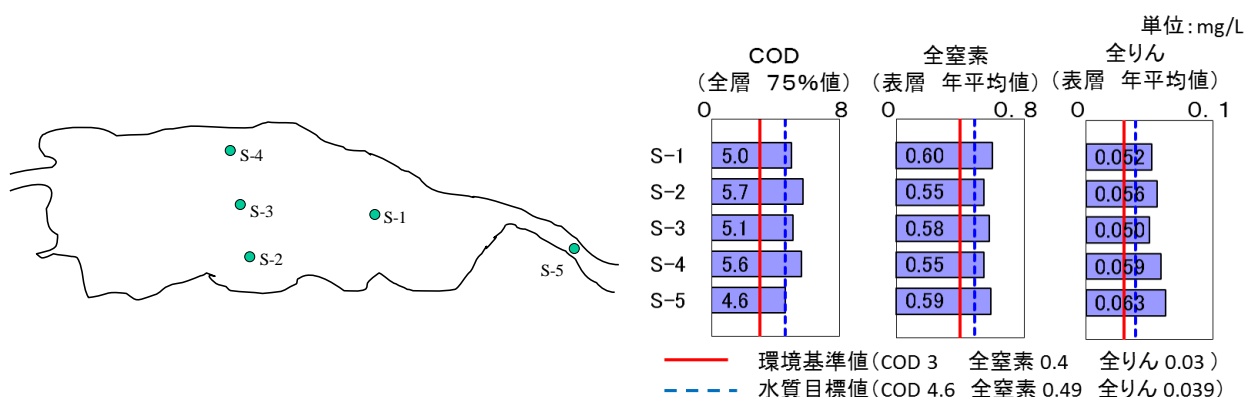 単位：mg/L
COD 全窒素 全りん
（全層 75%値） （表層 年平均値） （表層 年平均値）
0 8 0 0.8 0 0.1
S-1 5.0 0.60 0.052
S-2 5.7 0.55 0.056
S-3 5.1 0.58 0.050
S-4 5.6 0.55 0.059
S-5 4.6 0.59 0.063
環境基準値（COD 3 全窒素 0.4 全りん 0.03 ）
水質目標値（COD 4.6 全窒素 0.49 全りん 0.039）
S-4
S-3
S-1
S-2
S-5